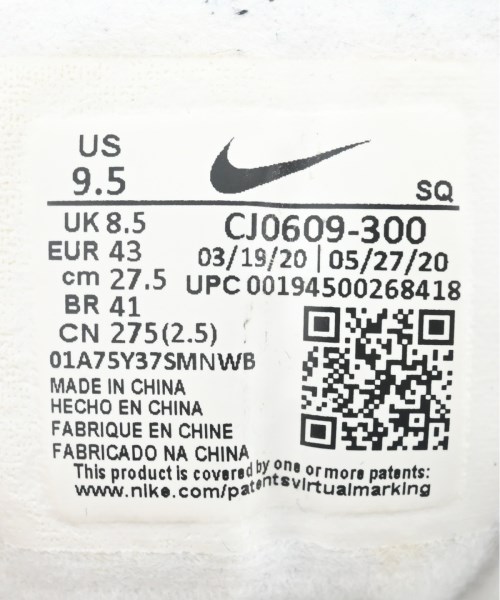 US
9.5
SQ
UK 8.5
EUR 43
cm 27.5
BR 41
CN 275(2.5)
CJ0609-300
03/19/20 | 05/27/20
UPC 00194500268418
01A75Y37SMNWB
MADE IN CHINA
HECHO EN CHINA
FABRIQUE EN CHINE
FABRICADO NA CHINA
This product is covered by one or more patents:
www.nike.com/patentsvirtualmarking